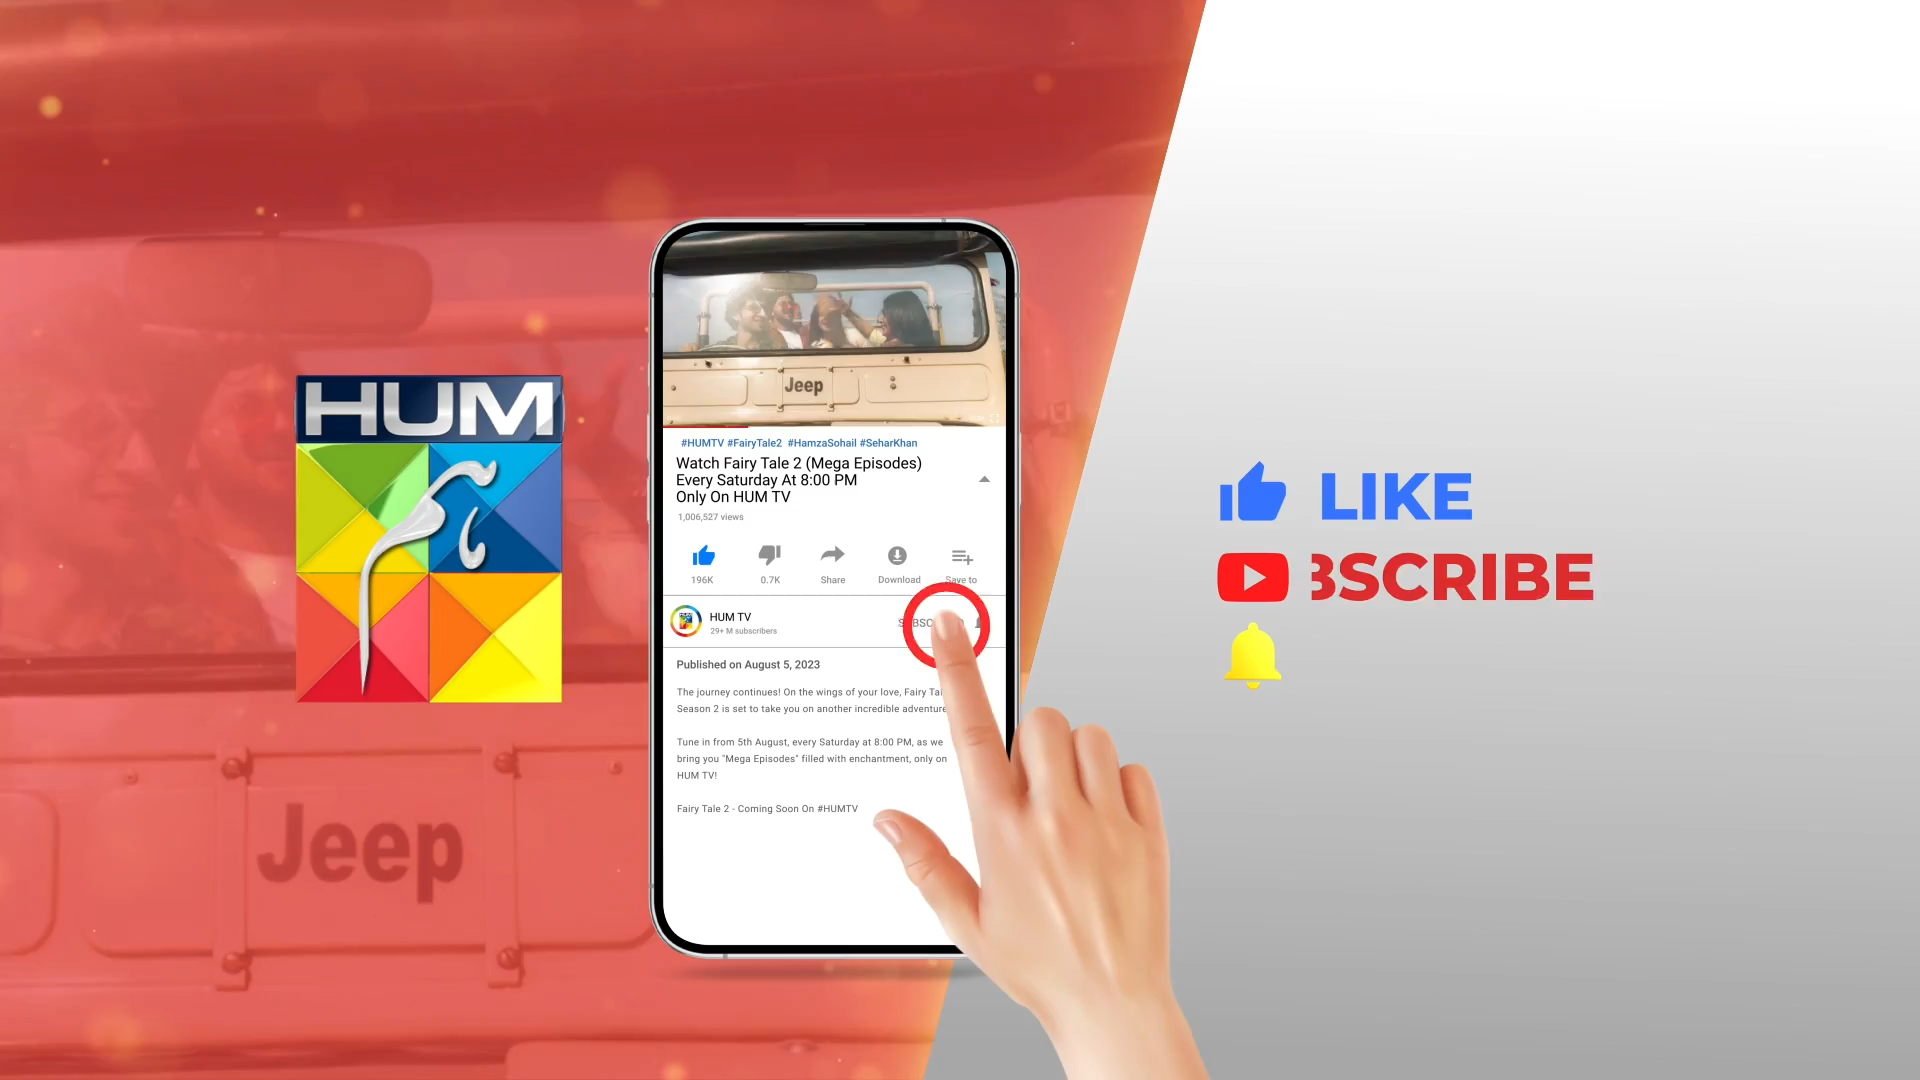 HUM
Jeep
Jeep
#HUMTV #FairyTale2 #HamzaSohail #SeharKhan
Watch Fairy Tale 2 (Mega Episodes)
Every Saturday At 8:00 PM
Only On HUM TV
1,006,527 views
196K
0.7K
Share
Download
Save to
HUM TV
29+ M subscribers
Published on August 5, 2023
The journey continues! On the wings of your love, Fairy
Season 2 is set to take you on another incredible adventure
Tune in from 5th August, every Saturday at 8:00 PM, as we
bring you "Mega Episodes" filled with enchantment, only on
HUM TV!
Fairy Tale 2 - Coming Soon On #HUMTV
LIKE
BSCRIBE